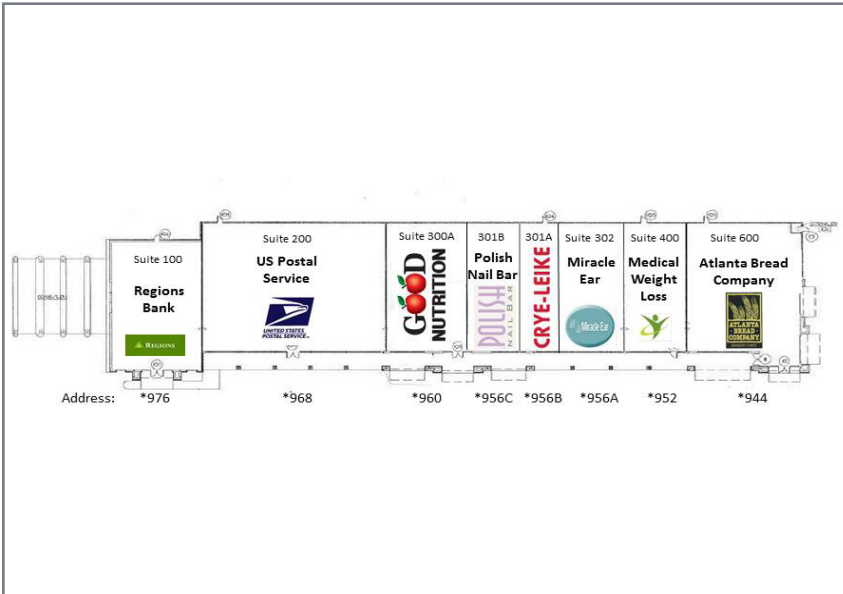 Suite 100
Regions
Bank
REGIONS
Suite 200
US Postal
Service
UNITED STATES
POSTAL SERVICE
Suite 300A
GOOD
NUTRITION
301B
Polish
Nail Bar
POLISH
NAIL BAR
301A
CRYE-LEIKE
Suite 302
Miracle
Ear
Miracle Ear
Suite 400
Medical
Weight
Loss
Suite 600
Atlanta Bread
Company
ATLANTA
BREAD
COMPANY
Address: *976 *968 *960 *956C *956B *956A *952 *944